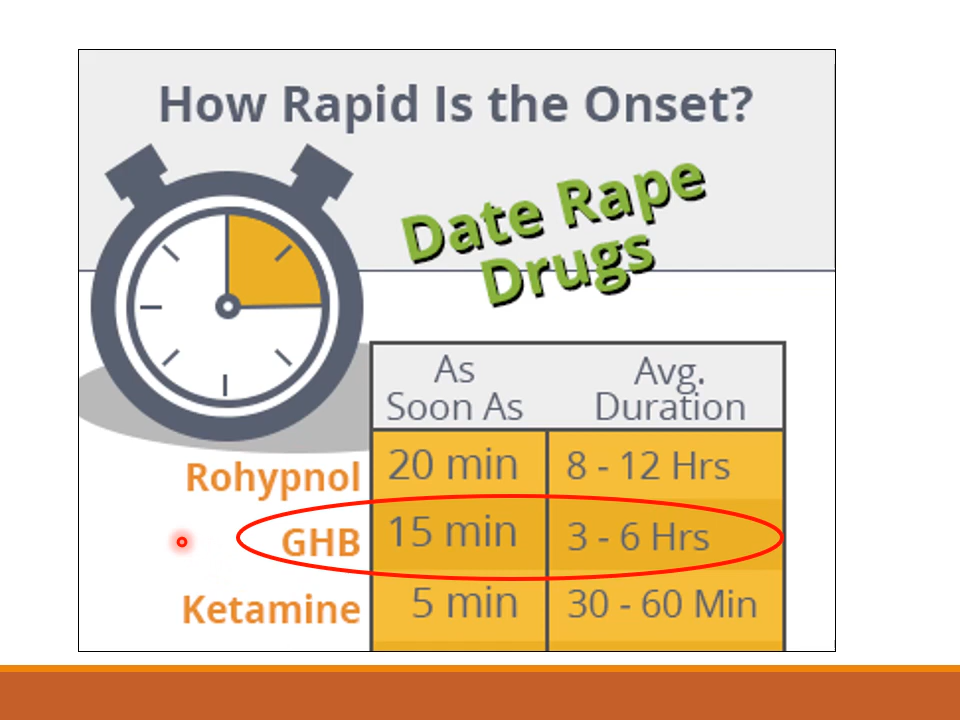 How Rapid Is the Onset?
Date Rape
Drugs
As Soon As
Avg. Duration
Rohypnol 20 min 8 - 12 Hrs
GHB 15 min 3 - 6 Hrs
Ketamine 5 min 30 - 60 Min